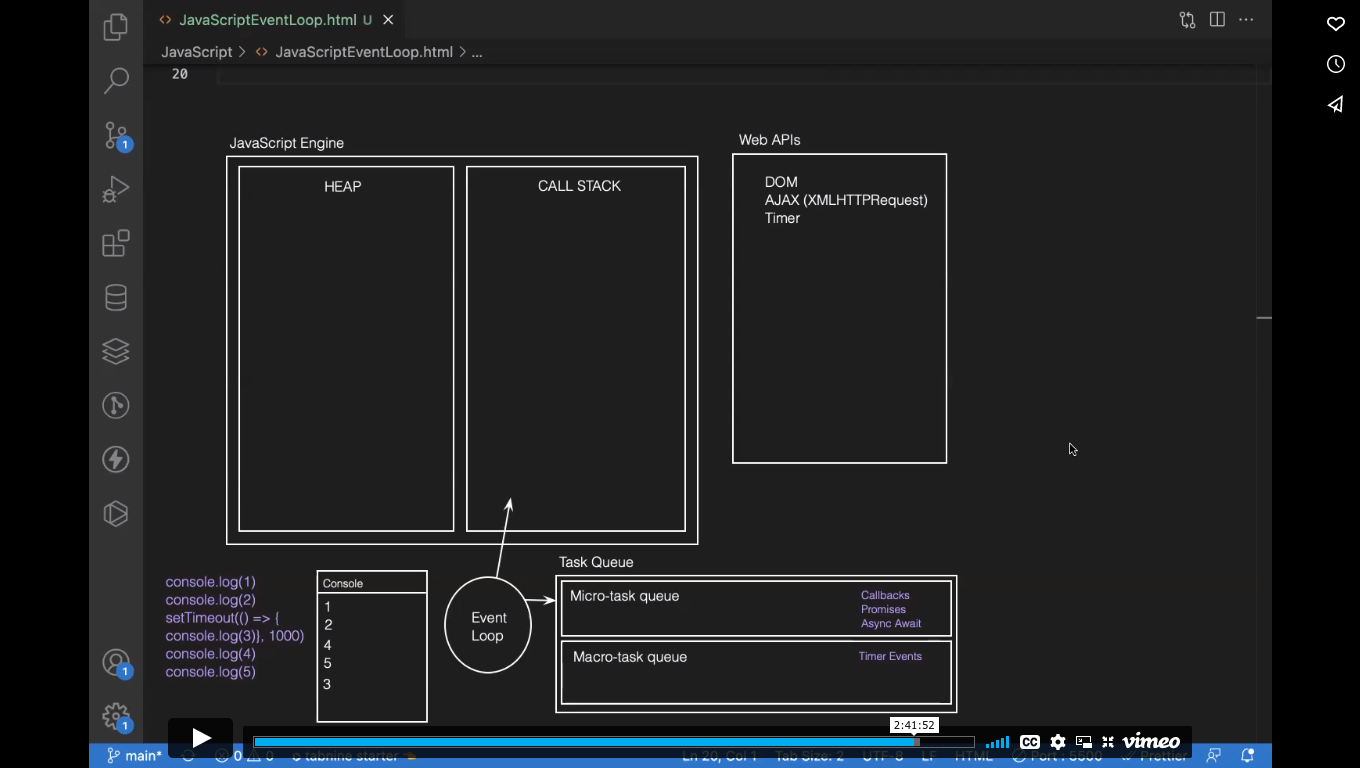 JavaScriptEventLoop.html U
JavaScript > JavaScriptEventLoop.html > ...
20
JavaScript Engine
HEAP
CALL STACK
Web APIs
DOM
AJAX (XMLHTTPRequest)
Timer
console.log(1)
console.log(2)
setTimeout(() => {
console.log(3)}, 1000)
console.log(4)
console.log(5)
Console
1
2
4
5
3
Event
Loop
Task Queue
Micro-task queue
Callbacks
Promises
Async Await
Macro-task queue
Timer Events
1
1
1
2:41:52
CC
vimeo
main*
0
0
tabnine starter
Ln 20, Col 1
Tab Size: 2
UTF-8
LF
HTML
Port : 5500
Prettier